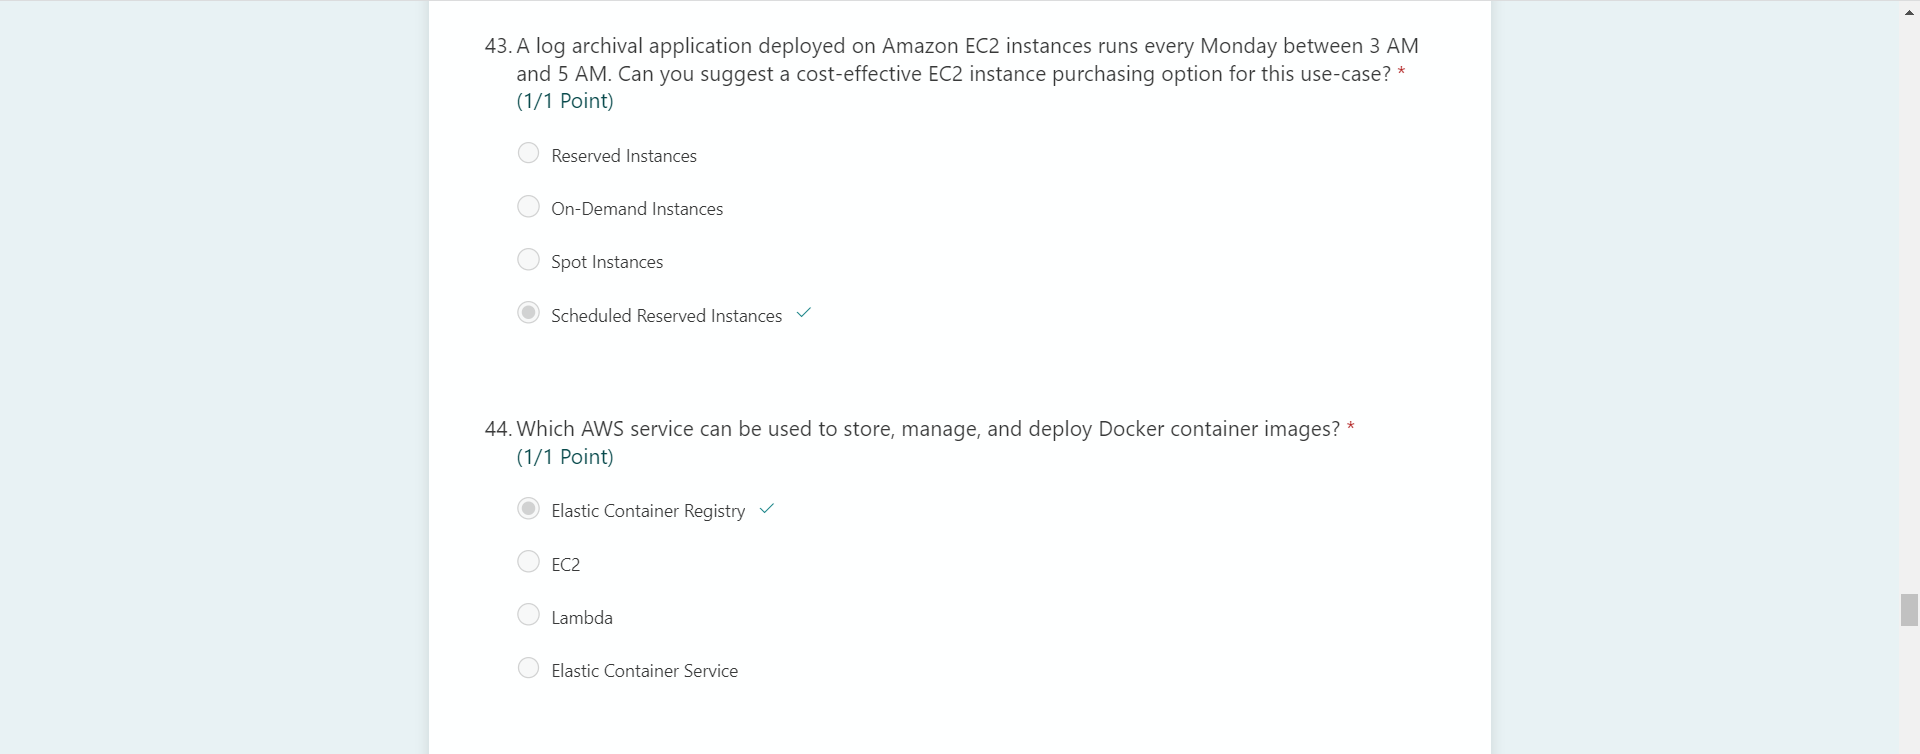 43. A log archival application deployed on Amazon EC2 instances runs every Monday between 3 AM
and 5 AM. Can you suggest a cost-effective EC2 instance purchasing option for this use-case? *
(1/1 Point)
Reserved Instances
On-Demand Instances
Spot Instances
Scheduled Reserved Instances
44. Which AWS service can be used to store, manage, and deploy Docker container images? *
(1/1 Point)
Elastic Container Registry
EC2
Lambda
Elastic Container Service